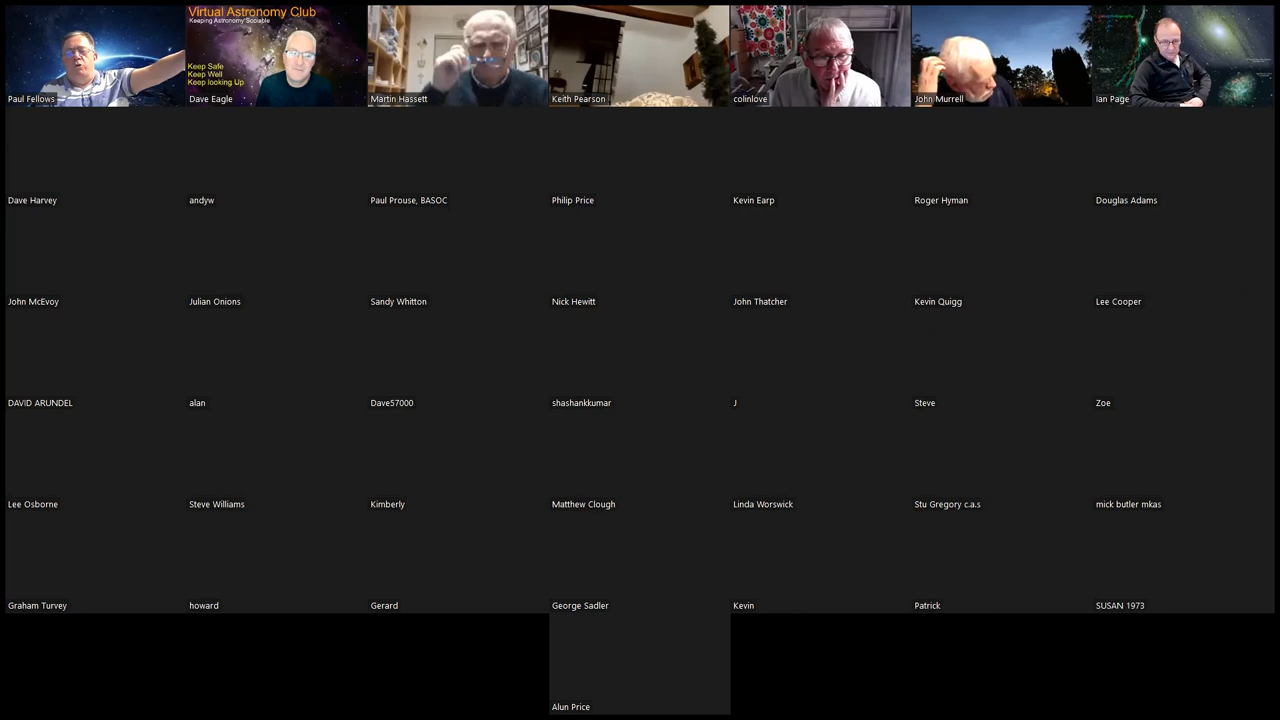 Virtual Astronomy Club
Keeping Astronomy Sociable
Keep Safe
Keep Well
Keep looking Up
Paul Fellows
Dave Eagle
Martin Hassett
Keith Pearson
colinlove
John Murrell
Ian Page
Dave Harvey
andyw
Paul Prouse, BASOC
Philip Price
Kevin Earp
Roger Hyman
Douglas Adams
John McEvoy
Julian Onions
Sandy Whitton
Nick Hewitt
John Thatcher
Kevin Quigg
Lee Cooper
DAVID ARUNDEL
alan
Dave57000
shashankkumar
J
Steve
Zoe
Lee Osborne
Steve Williams
Kimberly
Matthew Clough
Linda Worswick
Stu Gregory c.a.s
mick butler mkas
Graham Turvey
howard
Gerard
George Sadler
Kevin
Patrick
SUSAN 1973
Alun Price